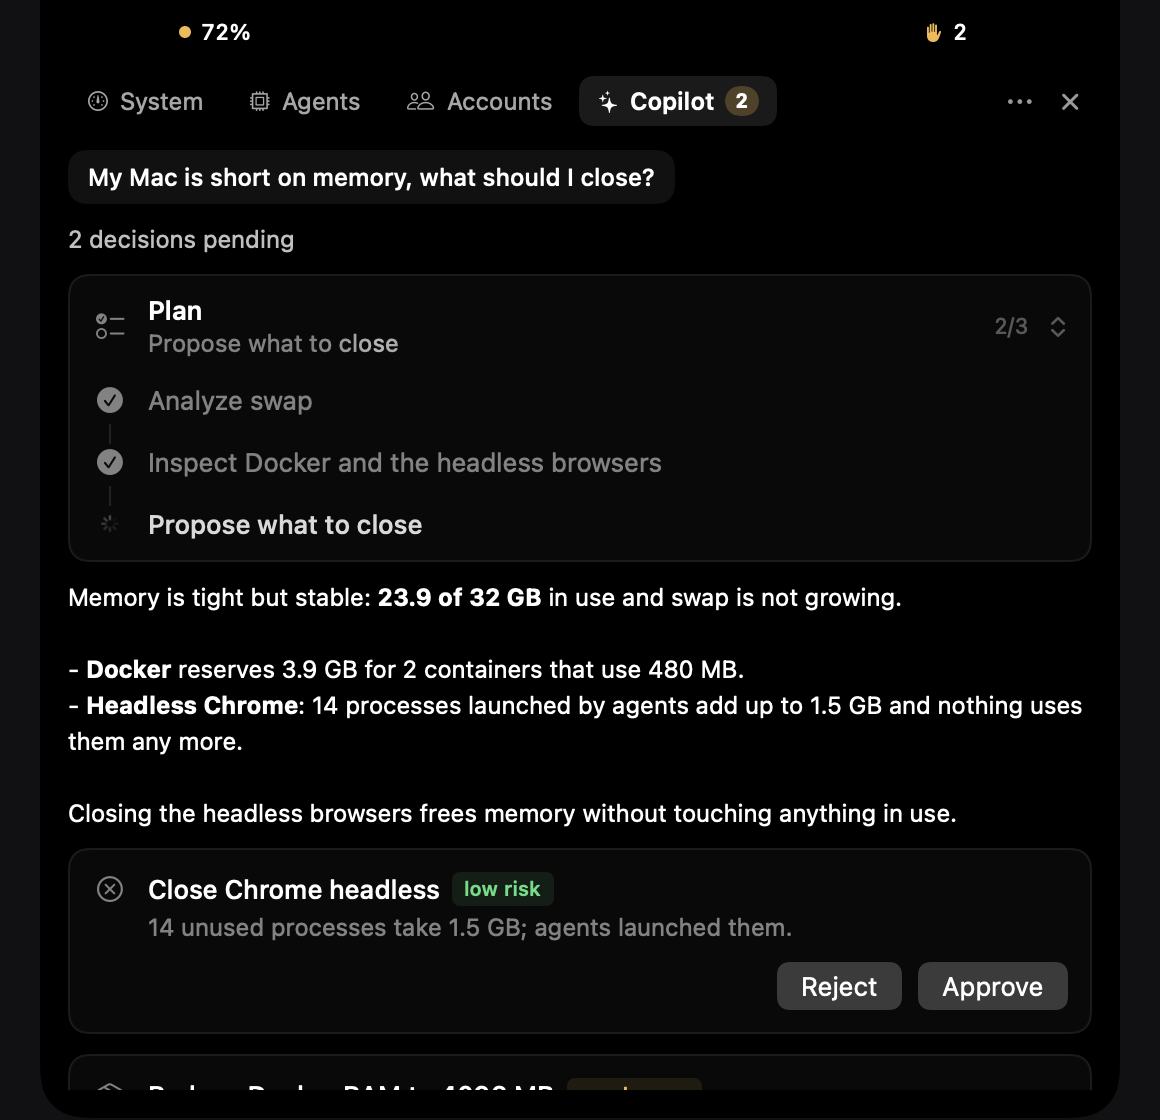 72%
2
System
Agents
Accounts
Copilot 2
My Mac is short on memory, what should I close?
2 decisions pending
Plan
Propose what to close
2/3
Analyze swap
Inspect Docker and the headless browsers
Propose what to close
Memory is tight but stable: 23.9 of 32 GB in use and swap is not growing.
- Docker reserves 3.9 GB for 2 containers that use 480 MB.
- Headless Chrome: 14 processes launched by agents add up to 1.5 GB and nothing uses
them any more.
Closing the headless browsers frees memory without touching anything in use.
Close Chrome headless low risk
14 unused processes take 1.5 GB; agents launched them.
Reject
Approve
Docker RAM to